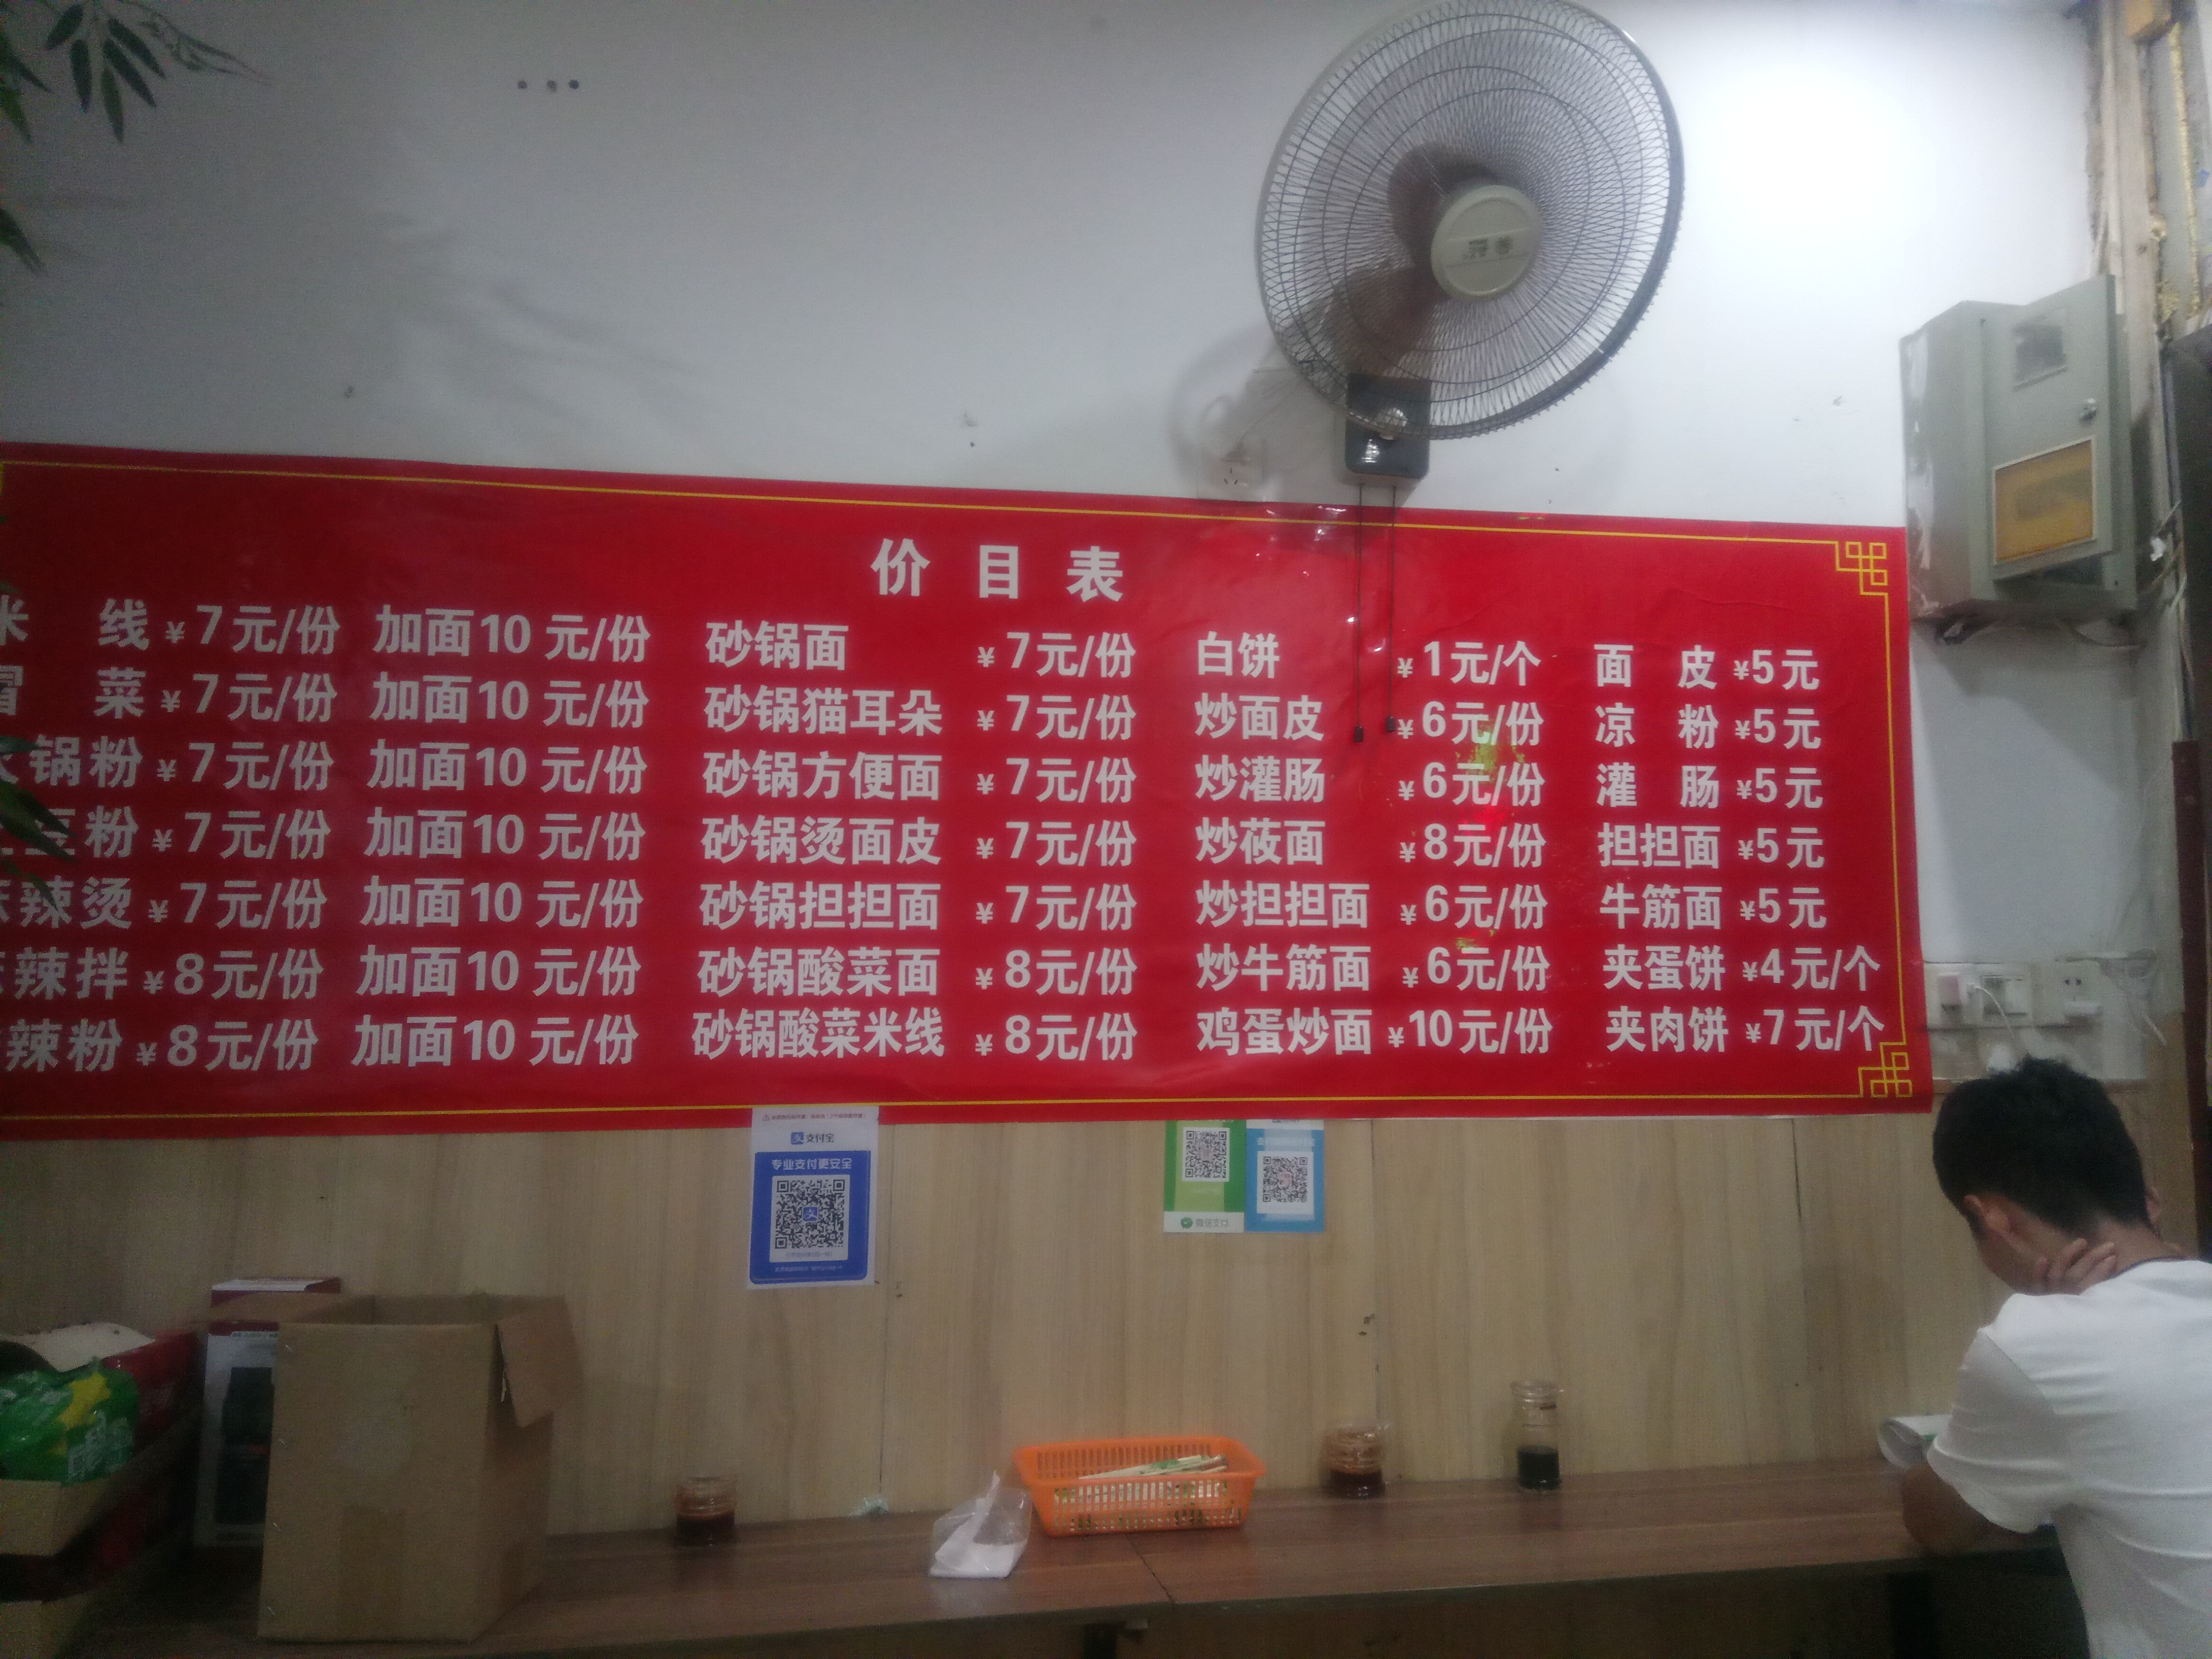 价目表
米线 ¥7元/份 加面10元/份 砂锅面 ¥7元/份 白饼 ¥1元/个 面皮 ¥5元
冒菜 ¥7元/份 加面10元/份 砂锅猫耳朵 ¥7元/份 炒面皮 ¥6元/份 凉粉 ¥5元
锅粉 ¥7元/份 加面10元/份 砂锅方便面 ¥7元/份 炒灌肠 ¥6元/份 灌肠 ¥5元
豆粉 ¥7元/份 加面10元/份 砂锅烫面皮 ¥7元/份 炒莜面 ¥8元/份 担担面 ¥5元
辣烫 ¥7元/份 加面10元/份 砂锅担担面 ¥7元/份 炒担担面 ¥6元/份 牛筋面 ¥5元
辣拌 ¥8元/份 加面10元/份 砂锅酸菜面 ¥8元/份 炒牛筋面 ¥6元/份 夹蛋饼 ¥4元/个
辣粉 ¥8元/份 加面10元/份 砂锅酸菜米线 ¥8元/份 鸡蛋炒面 ¥10元/份 夹肉饼 ¥7元/个
支付宝
专业支付更安全
微信支付